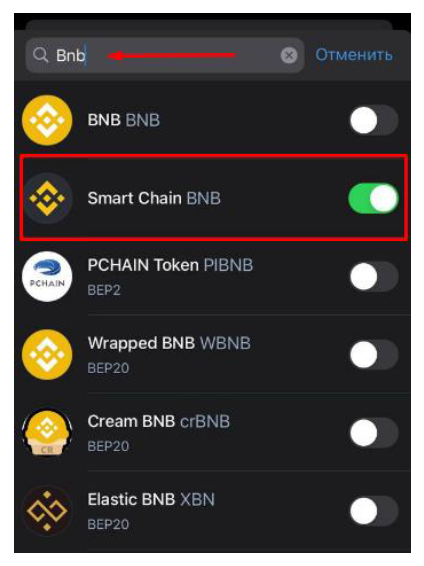 Bnb
Отменить
BNB BNB
Smart Chain BNB
PCHAIN Token PIBNB
PCHAIN
BEP2
Wrapped BNB WBNB
BEP20
Cream BNB crBNB
CR
BEP20
Elastic BNB XBN
BEP20